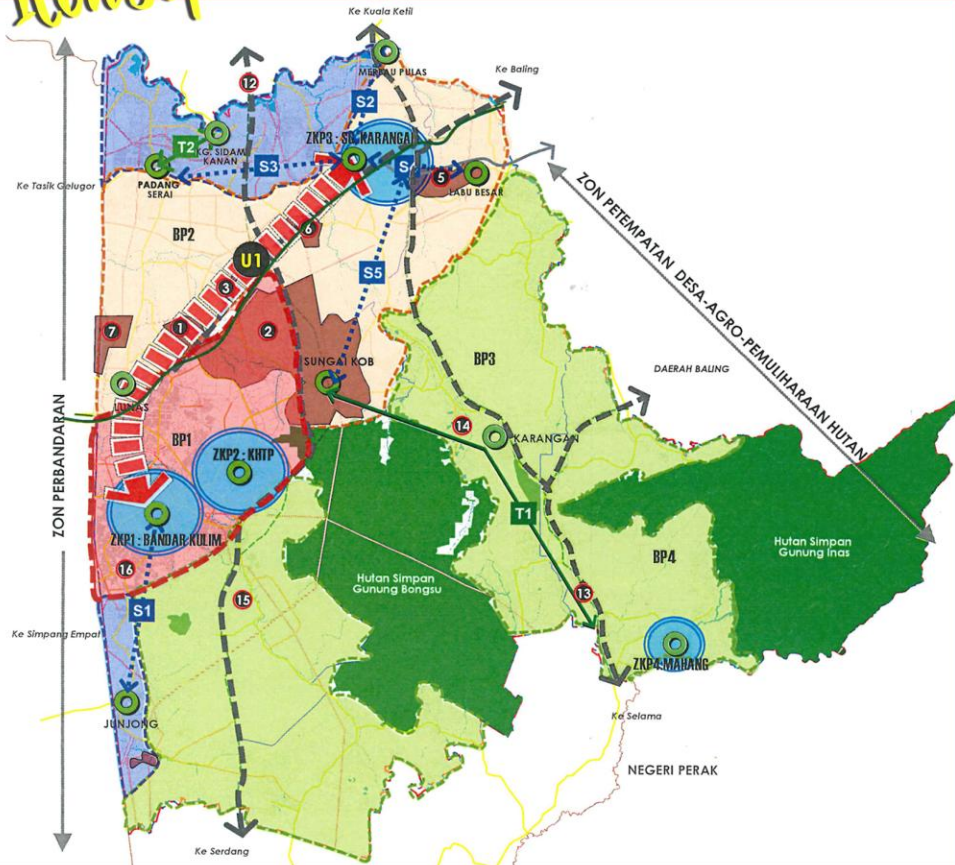 Ke Kuala Ketil
MERBAU PULAS
Ke Baling
12
S2
T2
KG. SIDAM
KANAN
ZKP3 : SG. KARANGAN
S3
PADANG
SERAI
5
LABU BESAR
Ke Tasik Gelugor
BP2
6
U1
S5
3
7
1
2
SUNGAI KOB
LUNAS
BP3
DAERAH BALING
ZON PETEMPATAN DESA-AGRO-PEMULIHARAAN HUTAN
ZON PERBANDARAN
BP1
14
KARANGAN
ZKP2 : KHTP
T1
ZKP1 : BANDAR KULIM
Hutan Simpan
Gunung Inas
BP4
16
Hutan Simpan
Gunung Bongsu
15
13
S1
Ke Simpang Empat
ZKP4:MAHANG
JUNJONG
Ke Selama
NEGERI PERAK
Ke Serdang